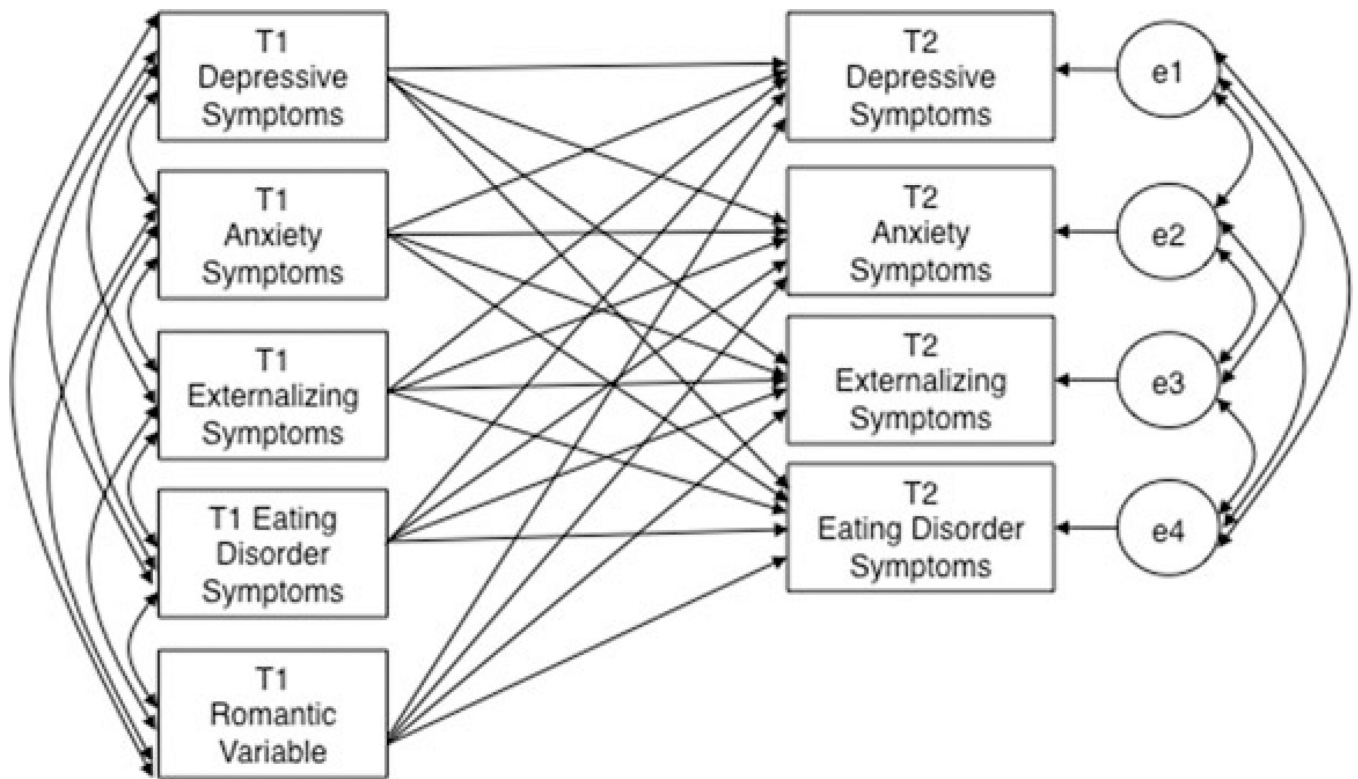 T1
Depressive
Symptoms
T1
Anxiety
Symptoms
T1
Externalizing
Symptoms
T1 Eating
Disorder
Symptoms
T1
Romantic
Variable
T2
Depressive
Symptoms
T2
Anxiety
Symptoms
T2
Externalizing
Symptoms
T2
Eating Disorder
Symptoms
e1
e2
e3
e4